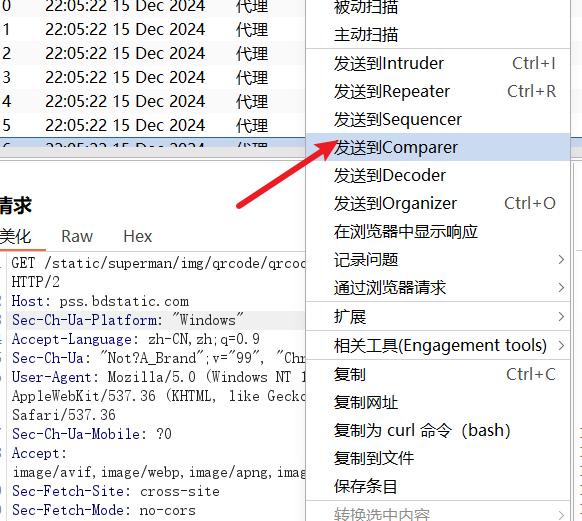 0 22:05:22 15 Dec 2024 代理
1 22:05:22 15 Dec 2024 代理
2 22:05:22 15 Dec 2024 代理
3 22:05:22 15 Dec 2024 代理
4 22:05:22 15 Dec 2024 代理
5 22:05:22 15 Dec 2024 代理
6 22:05:22 15 Dec 2024 代理
请求
美化 Raw Hex
GET /static/superman/img/qrcode/qrcod
HTTP/2
Host: pss.bdstatic.com
Sec-Ch-Ua-Platform: "Windows"
Accept-Language: zh-CN,zh;q=0.9
Sec-Ch-Ua: "Not?A_Brand";v="99", "Chr
User-Agent: Mozilla/5.0 (Windows NT 1
AppleWebKit/537.36 (KHTML, like Gecko
Safari/537.36
Sec-Ch-Ua-Mobile: ?0
Accept:
image/avif,image/webp,image/apng,imag
Sec-Fetch-Site: cross-site
Sec-Fetch-Mode: no-cors
被动扫描
主动扫描
发送到Intruder Ctrl+I
发送到Repeater Ctrl+R
发送到Sequencer
发送到Comparer
发送到Decoder
发送到Organizer Ctrl+O
在浏览器中显示响应
记录问题
通过浏览器请求
扩展
相关工具(Engagement tools)
复制 Ctrl+C
复制网址
复制为 curl 命令（bash）
复制到文件
保存条目
转换选中内容